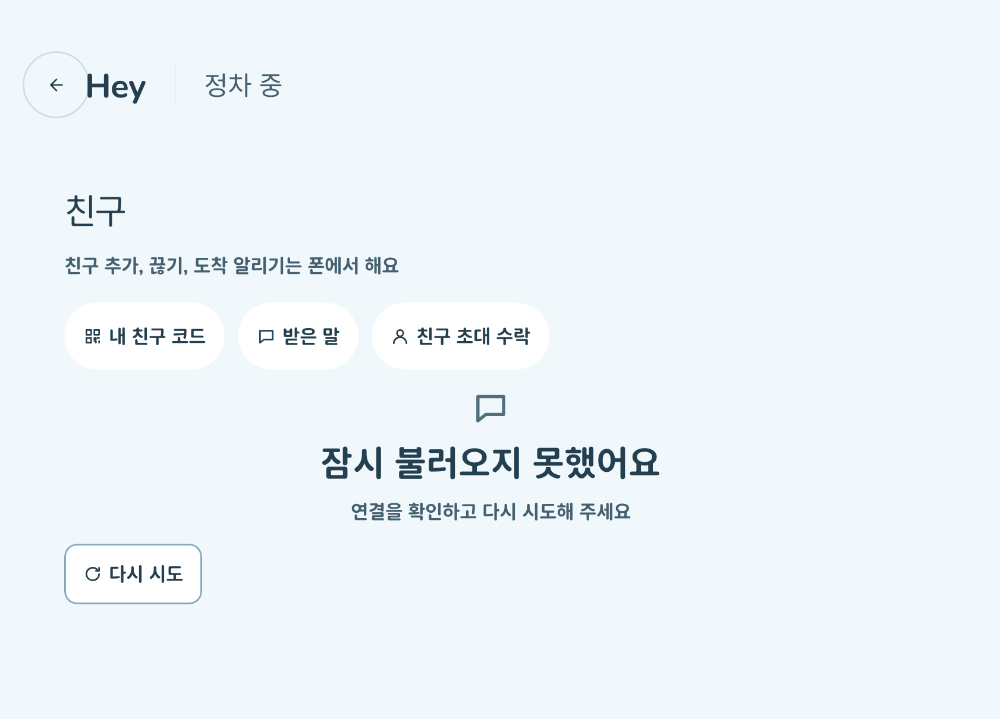 Hey 정차 중
친구
친구 추가, 끊기, 도착 알리기는 폰에서 해요
내 친구 코드 받은 말 친구 초대 수락
잠시 불러오지 못했어요
연결을 확인하고 다시 시도해 주세요
다시 시도